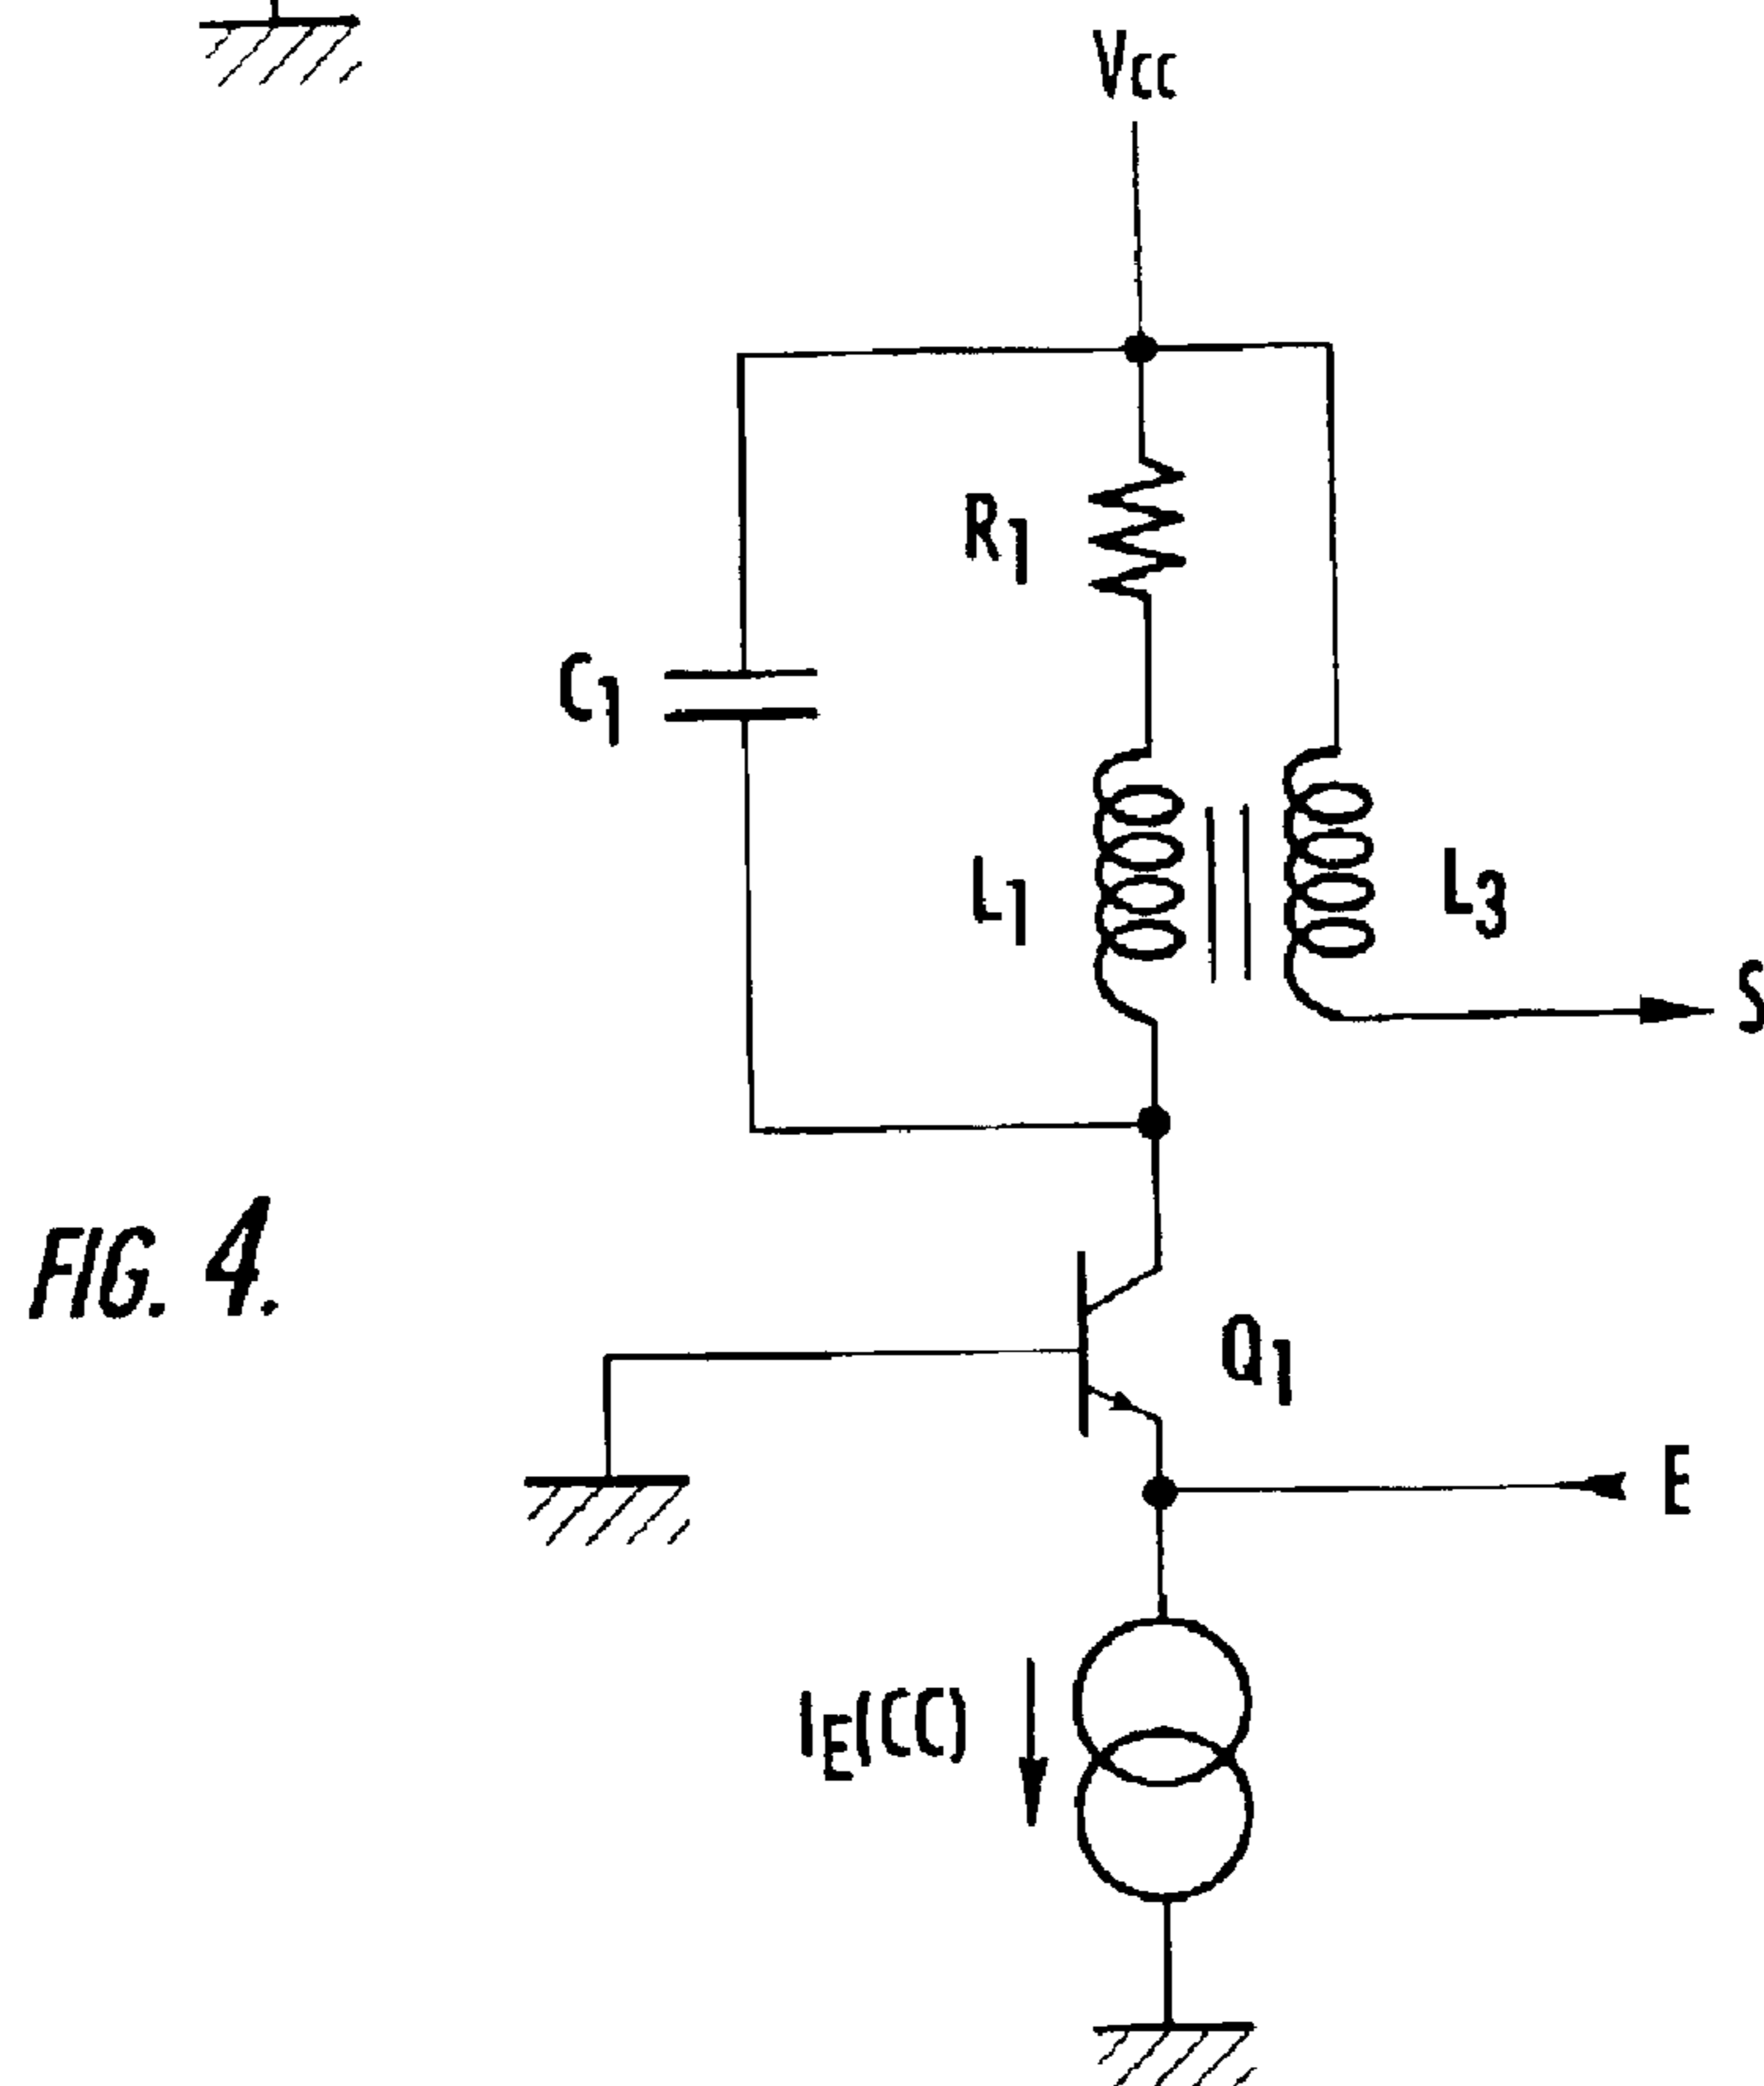 Vcc
R1
C1
L1
L3
S
FIG. 4.
Q1
E
IE(CC)